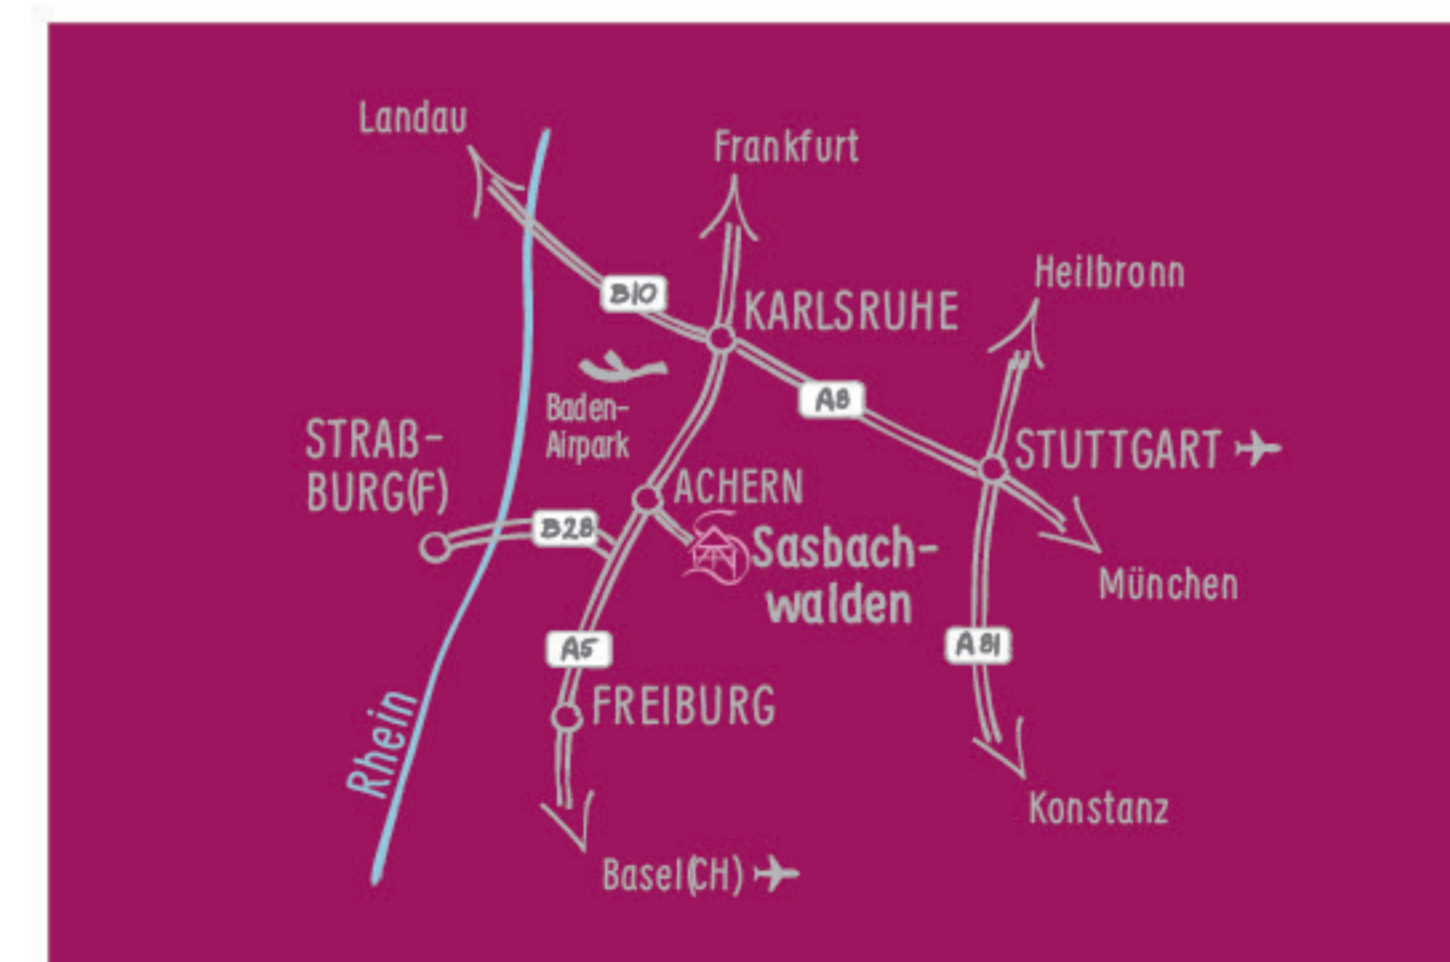 Landau
Frankfurt
Heilbronn
B10
KARLSRUHE
A8
Baden-
Airpark
STRAß-
BURG(F)
STUTTGART
ACHERN
B28
Sasbach-
walden
München
A5
A81
FREIBURG
Rhein
Konstanz
Basel(CH)